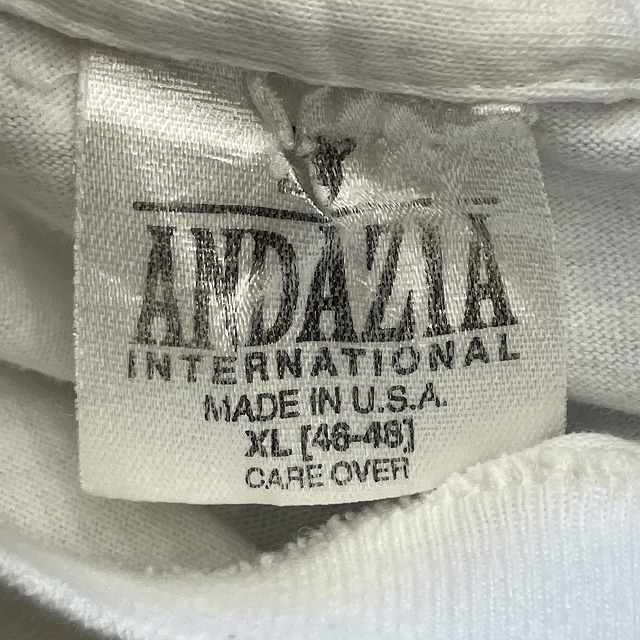 ANDAZIA
INTERNATIONAL
MADE IN U.S.A.
XL [46-48]
CARE OVER